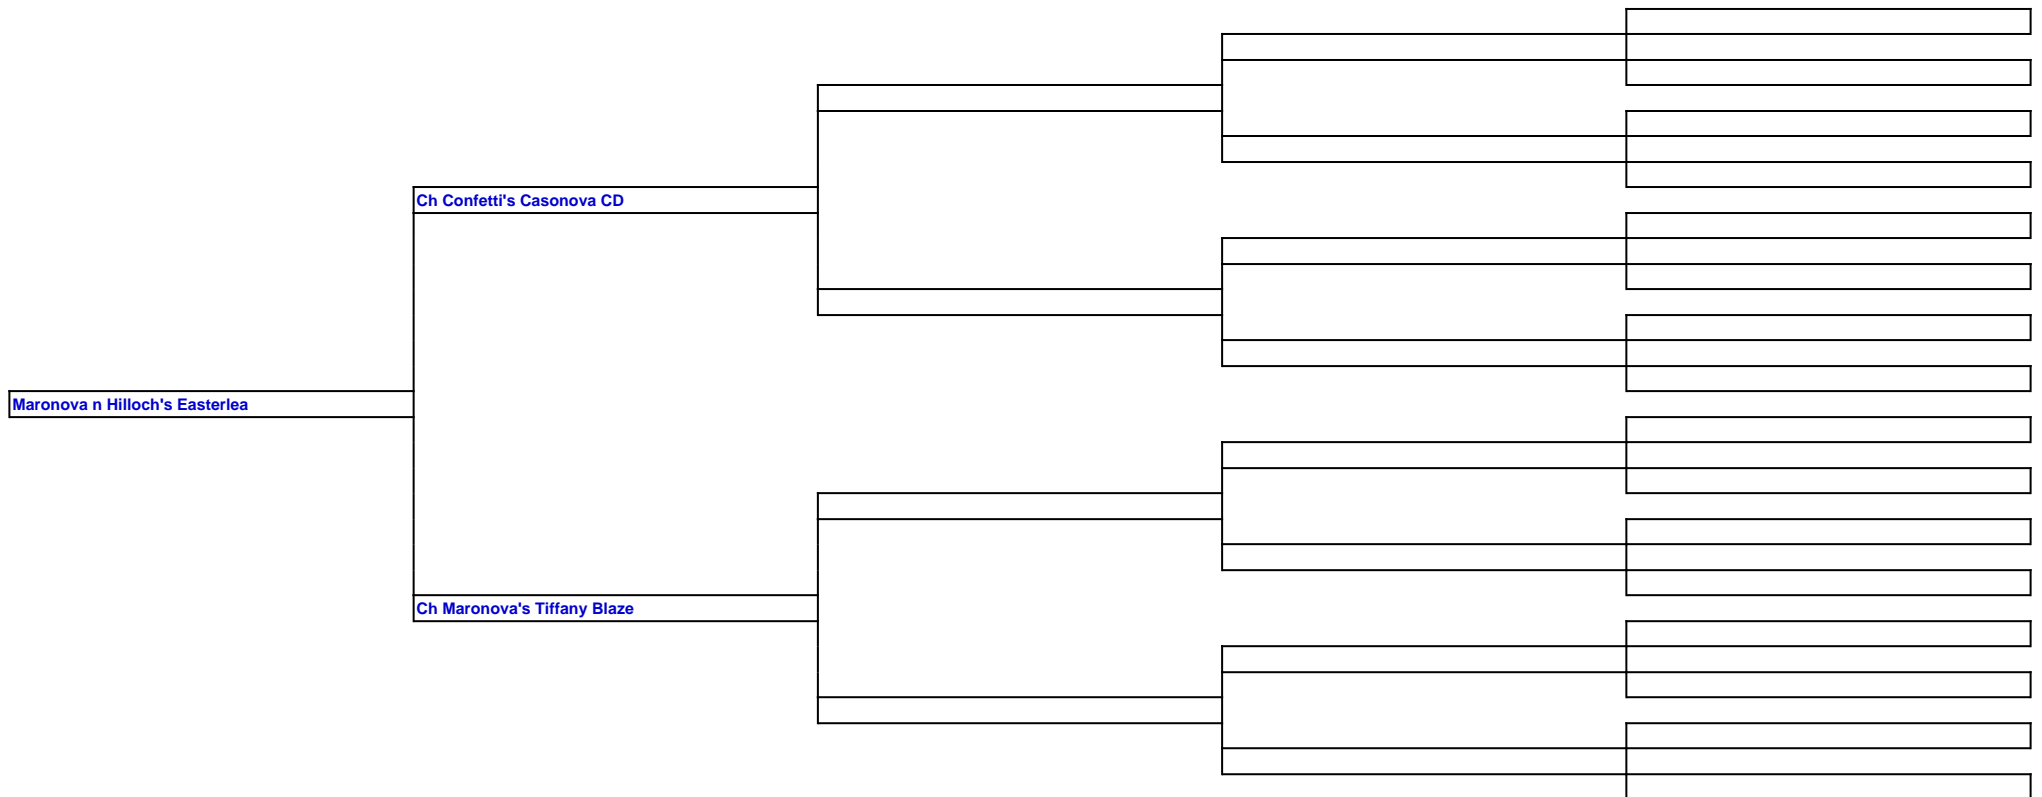 Ch Confetti's Casonova CD
Maronova n Hilloch's Easterlea
Ch Maronova's Tiffany Blaze